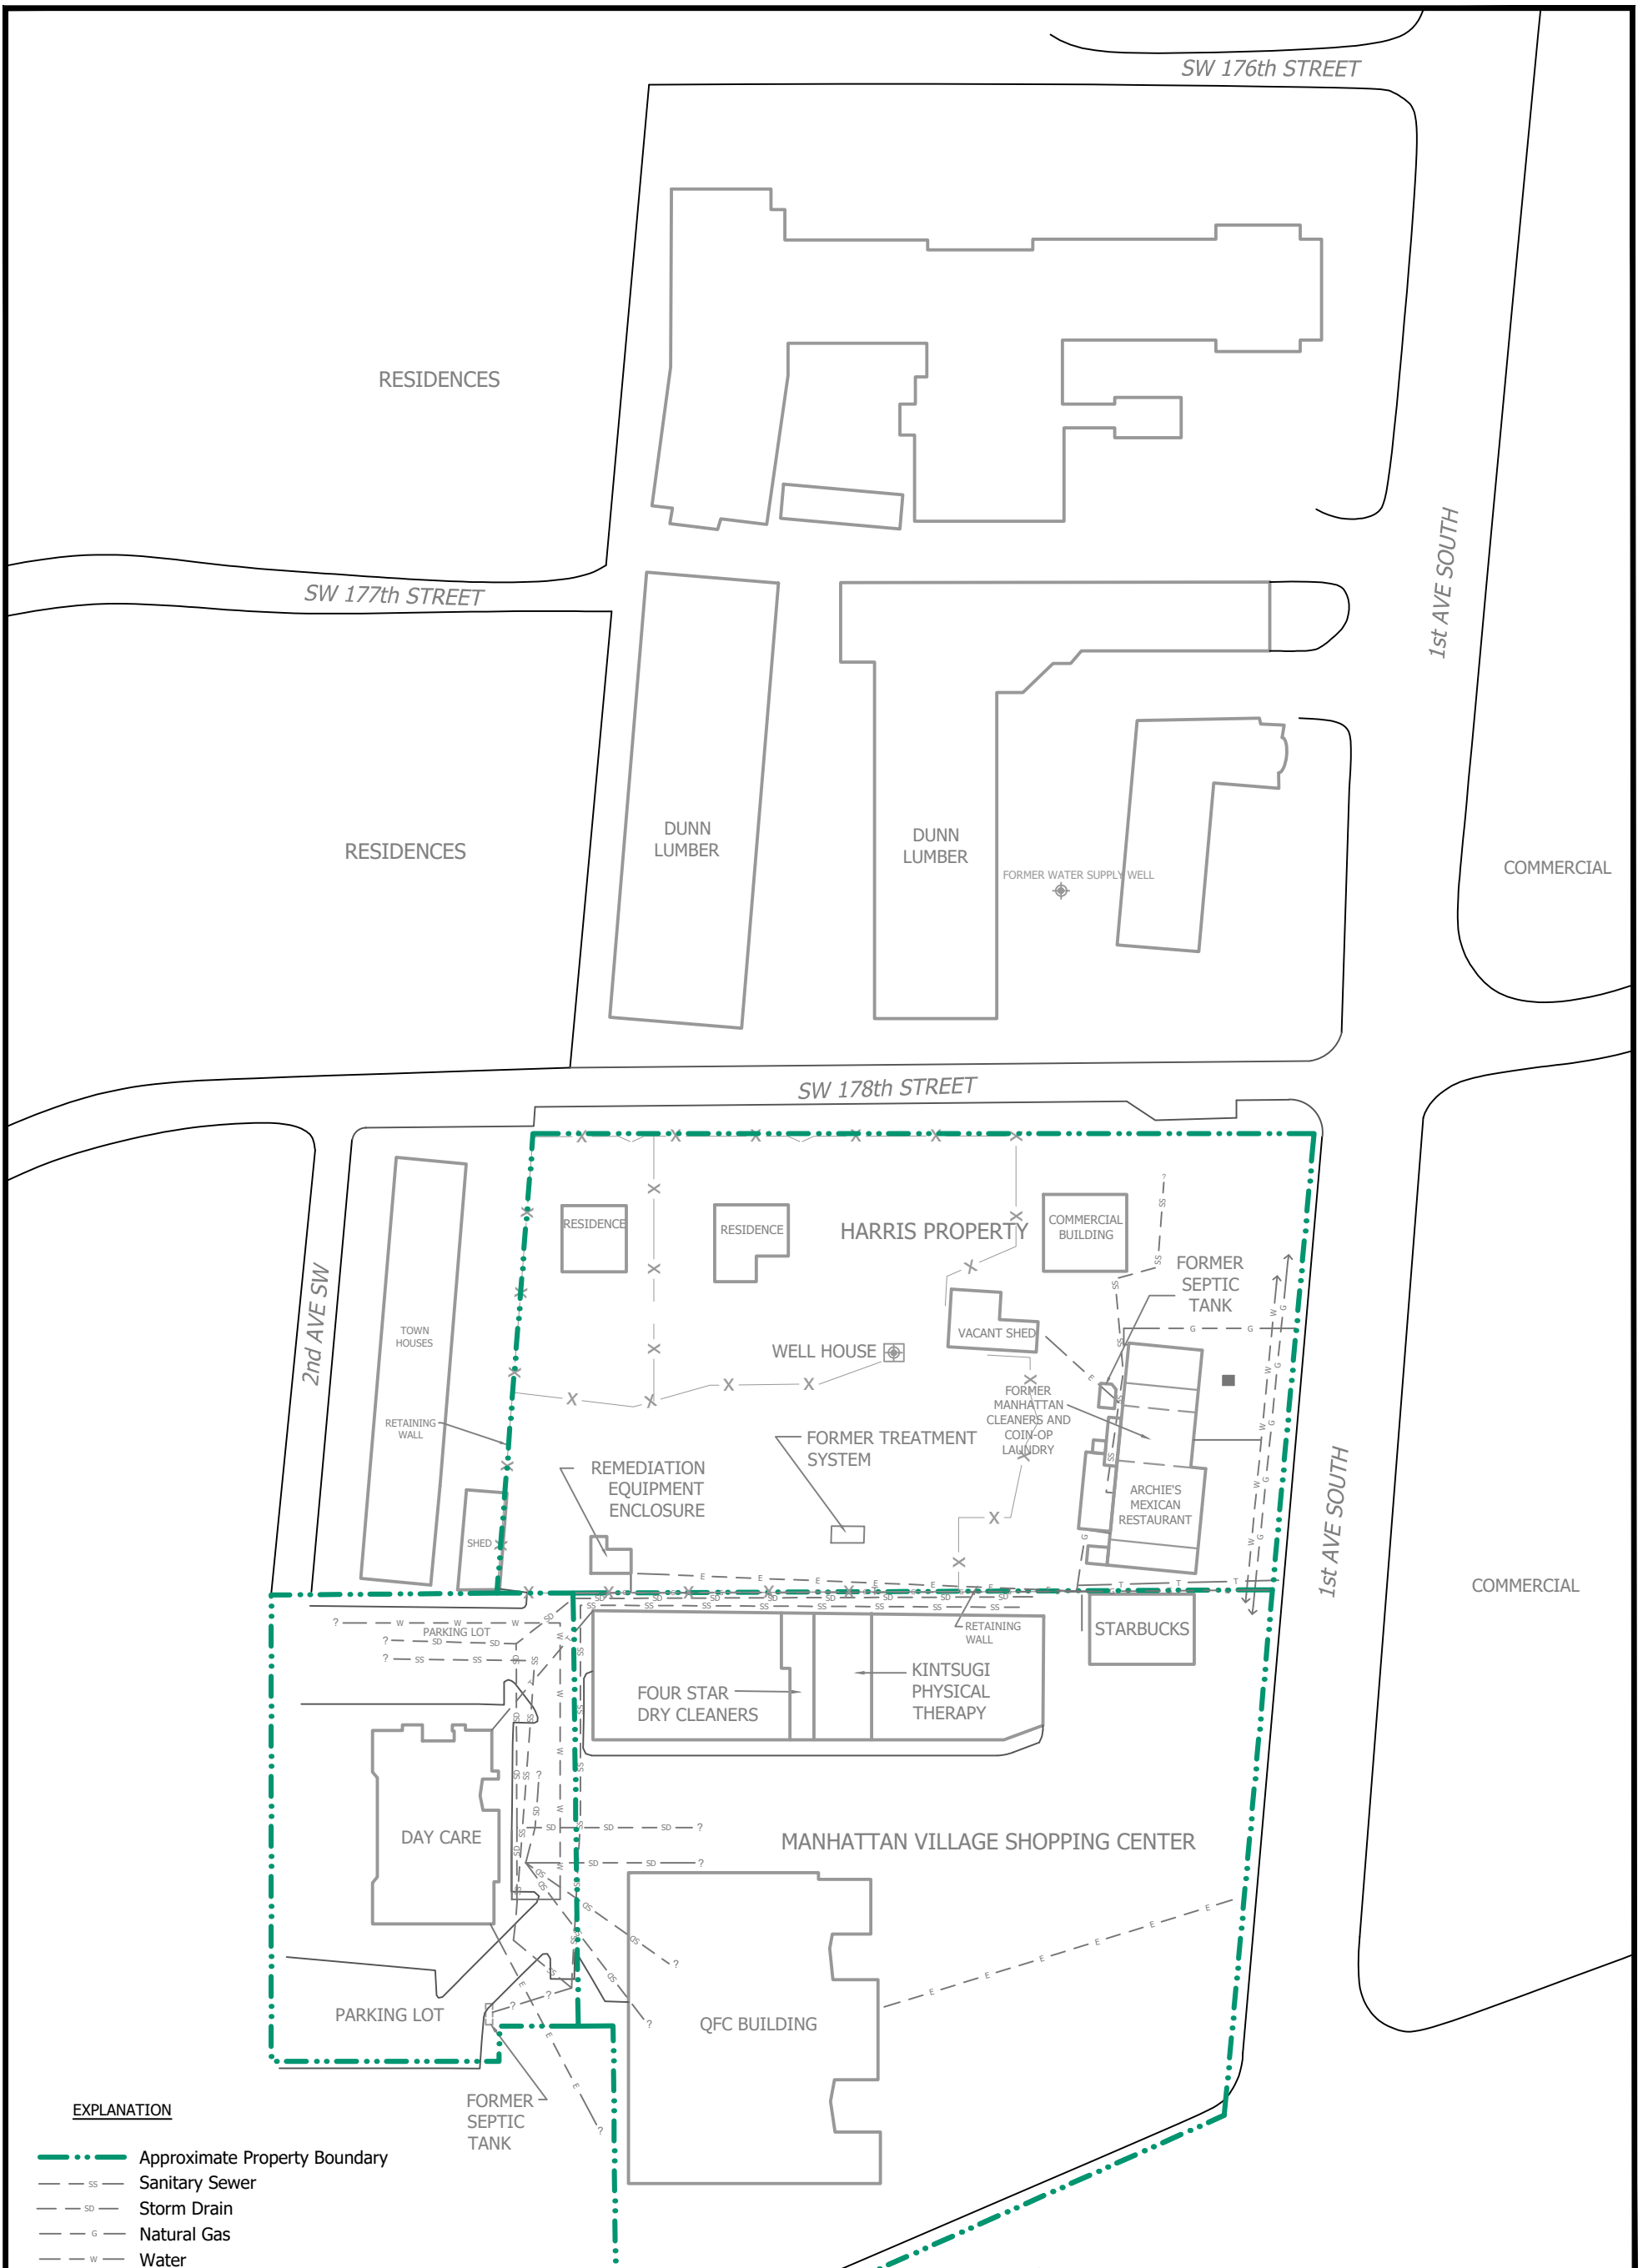 SW 176th STREET
RESIDENCES
1st AVE SOUTH
SW 177th STREET
DUNN
LUMBER
DUNN
LUMBER
RESIDENCES
FORMER WATER SUPPLY WELL
COMMERCIAL
SW 178th STREET
RESIDENCE
RESIDENCE
HARRIS PROPERTY
COMMERCIAL
BUILDING
FORMER
SEPTIC
TANK
2nd AVE SW
TOWN
HOUSES
VACANT SHED
WELL HOUSE
RETAINING
WALL
FORMER
MANHATTAN
CLEANERS AND
COIN-OP
LAUNDRY
FORMER TREATMENT
SYSTEM
REMEDIATION
EQUIPMENT
ENCLOSURE
ARCHIE'S
MEXICAN
RESTAURANT
1st AVE SOUTH
SHED
COMMERCIAL
PARKING LOT
RETAINING
WALL
STARBUCKS
FOUR STAR
DRY CLEANERS
KINTSUGI
PHYSICAL
THERAPY
DAY CARE
MANHATTAN VILLAGE SHOPPING CENTER
PARKING LOT
QFC BUILDING
FORMER
SEPTIC
TANK
EXPLANATION
Approximate Property Boundary
SS Sanitary Sewer
SD Storm Drain
G Natural Gas
W Water